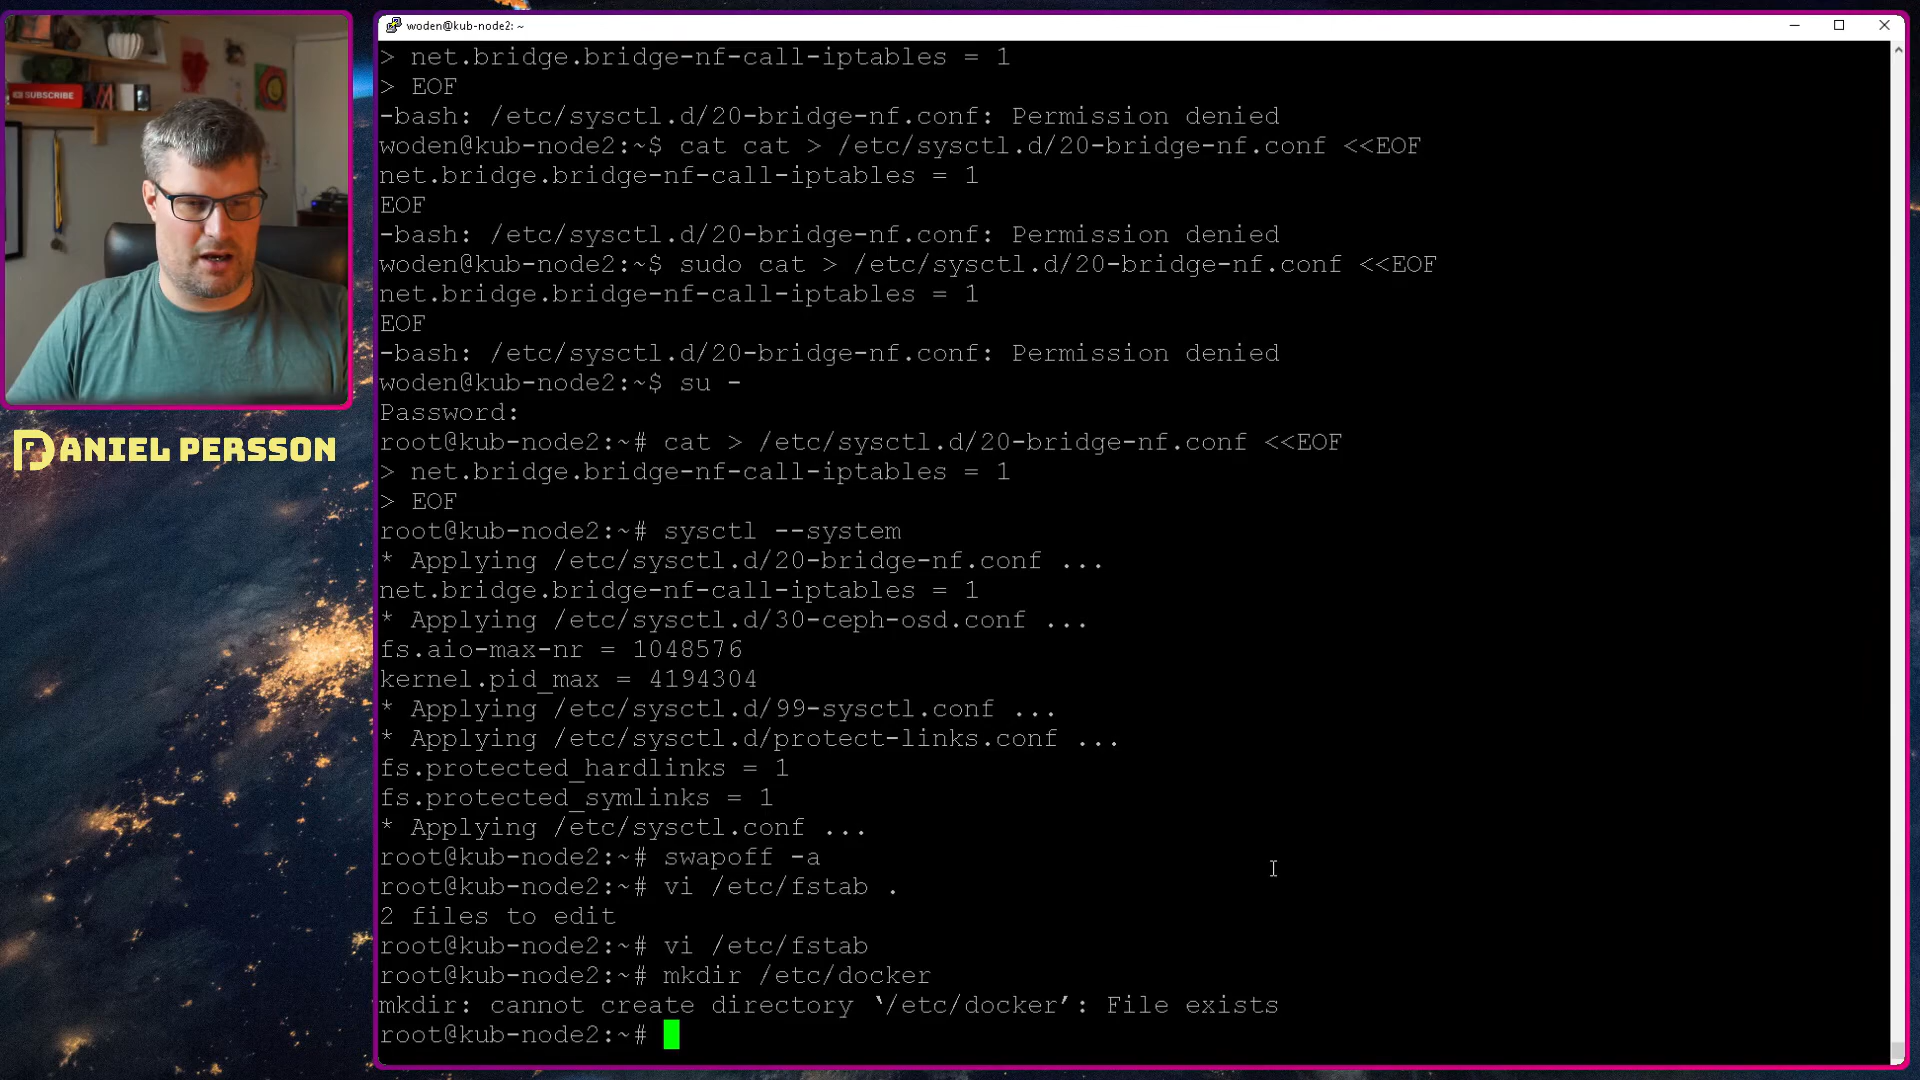 SUBSCRIBE
DANIEL PERSSON
woden@kub-node2: ~
> net.bridge.bridge-nf-call-iptables = 1
> EOF
-bash: /etc/sysctl.d/20-bridge-nf.conf: Permission denied
woden@kub-node2:~$ cat cat > /etc/sysctl.d/20-bridge-nf.conf <<EOF
net.bridge.bridge-nf-call-iptables = 1
EOF
-bash: /etc/sysctl.d/20-bridge-nf.conf: Permission denied
woden@kub-node2:~$ sudo cat > /etc/sysctl.d/20-bridge-nf.conf <<EOF
net.bridge.bridge-nf-call-iptables = 1
EOF
-bash: /etc/sysctl.d/20-bridge-nf.conf: Permission denied
woden@kub-node2:~$ su -
Password:
root@kub-node2:~# cat > /etc/sysctl.d/20-bridge-nf.conf <<EOF
> net.bridge.bridge-nf-call-iptables = 1
> EOF
root@kub-node2:~# sysctl --system
* Applying /etc/sysctl.d/20-bridge-nf.conf ...
net.bridge.bridge-nf-call-iptables = 1
* Applying /etc/sysctl.d/30-ceph-osd.conf ...
fs.aio-max-nr = 1048576
kernel.pid_max = 4194304
* Applying /etc/sysctl.d/99-sysctl.conf ...
* Applying /etc/sysctl.d/protect-links.conf ...
fs.protected_hardlinks = 1
fs.protected_symlinks = 1
* Applying /etc/sysctl.conf ...
root@kub-node2:~# swapoff -a
root@kub-node2:~# vi /etc/fstab .
2 files to edit
root@kub-node2:~# vi /etc/fstab
root@kub-node2:~# mkdir /etc/docker
mkdir: cannot create directory ‘/etc/docker’: File exists
root@kub-node2:~#